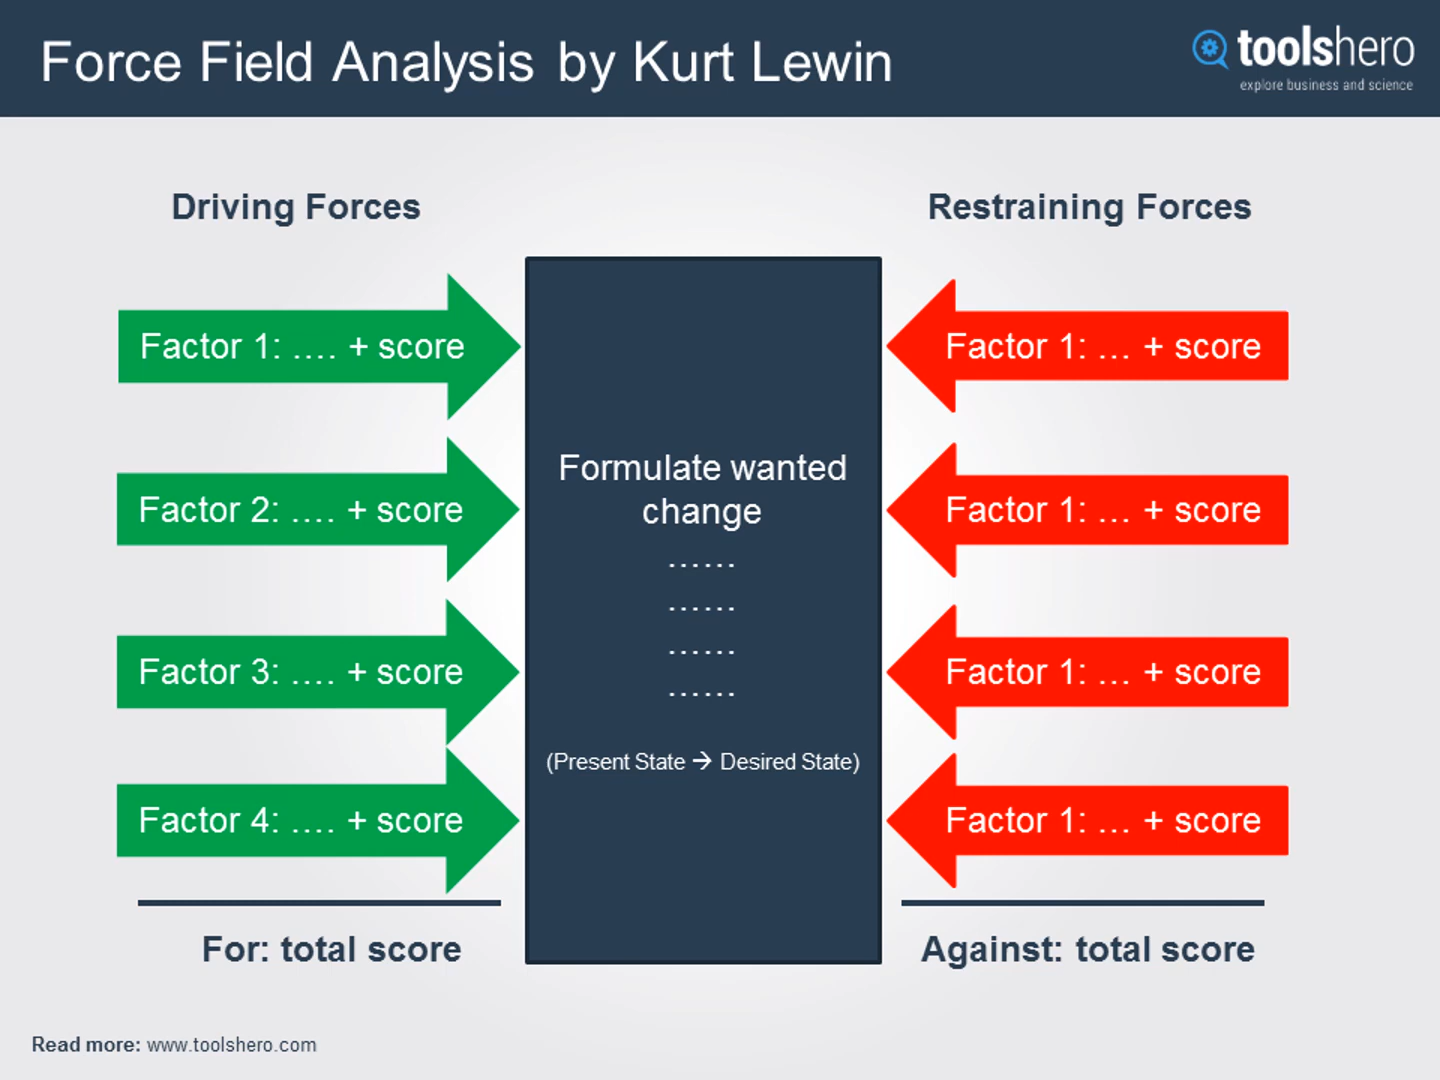 Force Field Analysis by Kurt Lewin
toolshero
explore business and science
Driving Forces
Restraining Forces
Factor 1: …. + score
Factor 1: … + score
Factor 2: …. + score
Factor 1: … + score
Factor 3: …. + score
Factor 1: … + score
Factor 4: …. + score
Factor 1: … + score
Formulate wanted
change
……
……
……
……
(Present State → Desired State)
For: total score
Against: total score
Read more: www.toolshero.com